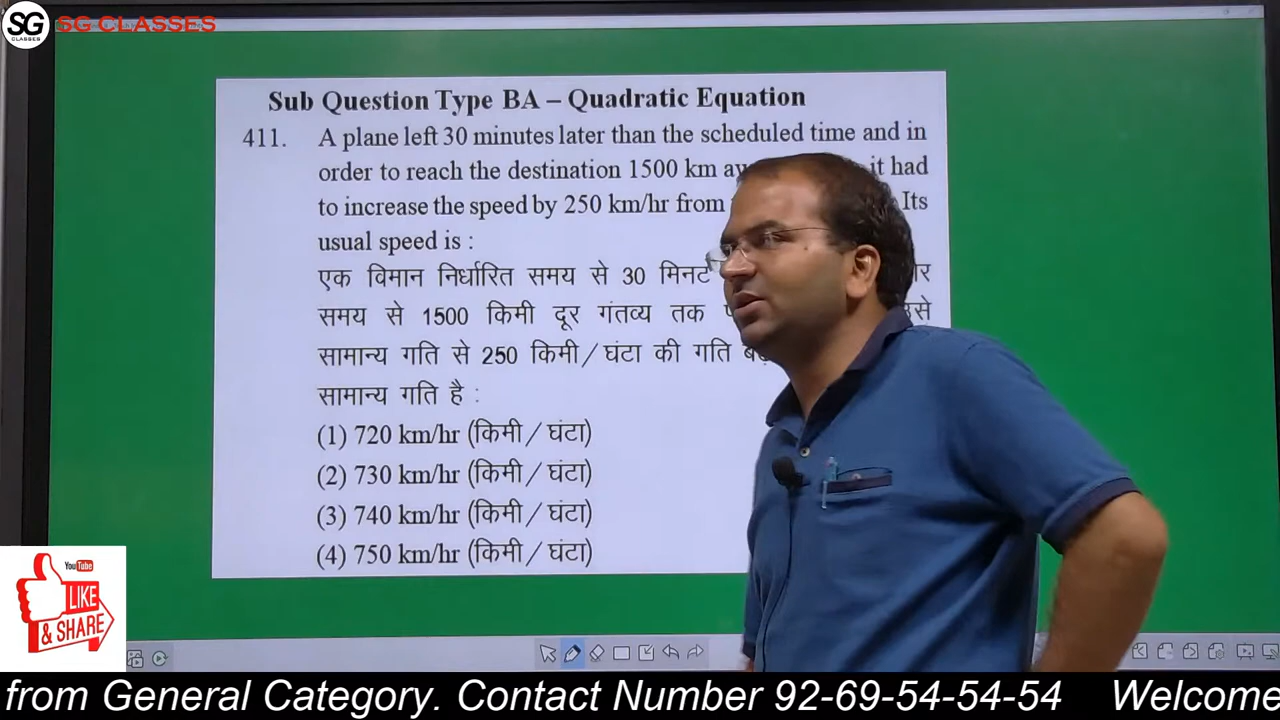 SG
CLASSES
SG CLASSES
Sub Question Type BA – Quadratic Equation
411. A plane left 30 minutes later than the scheduled time and in
order to reach the destination 1500 km it had
to increase the speed by 250 km/hr from Its
usual speed is :
एक विमान निर्धारित समय से 30 मिनट
समय से 1500 किमी दूर गंतव्य तक
सामान्य गति से 250 किमी / घंटा की गति
सामान्य गति है :
(1) 720 km/hr (किमी / घंटा)
(2) 730 km/hr (किमी / घंटा)
(3) 740 km/hr (किमी / घंटा)
(4) 750 km/hr (किमी / घंटा)
YouTube
LIKE
& SHARE
from General Category. Contact Number 92-69-54-54-54 Welcome